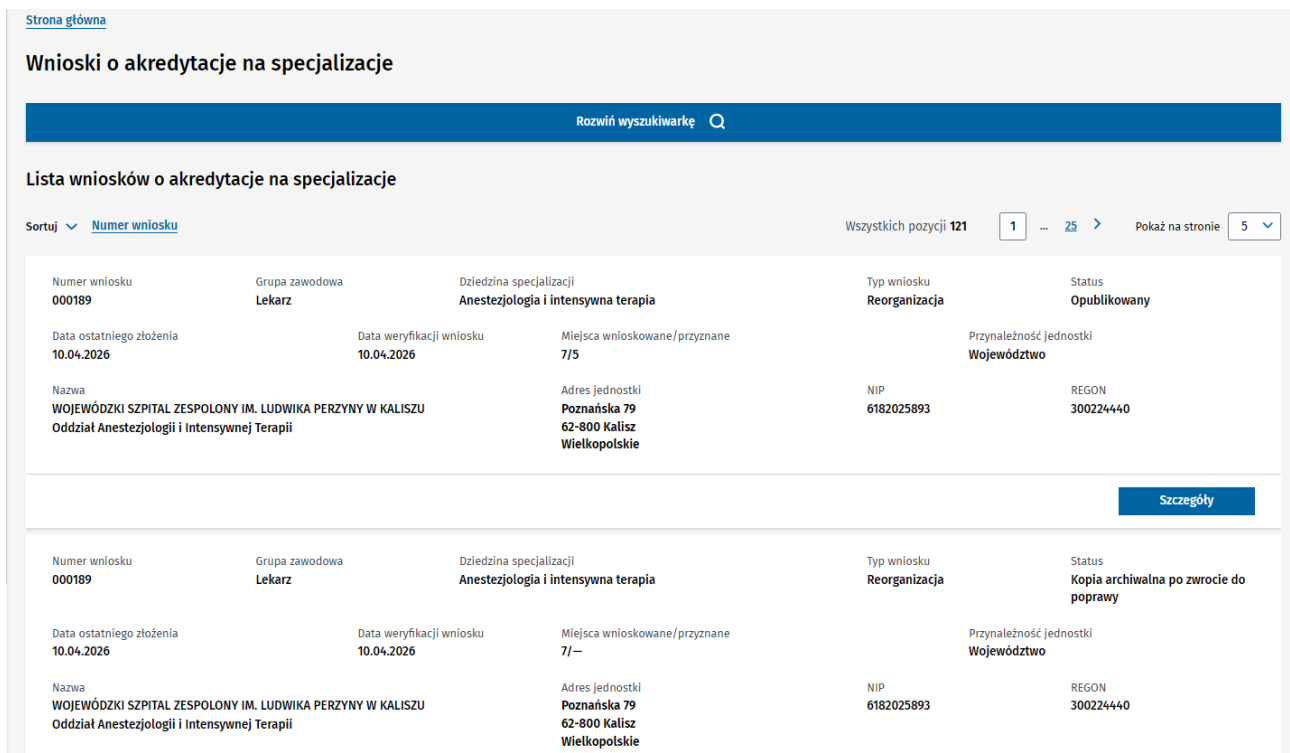 Strona główna
Wnioski o akredytacje na specjalizacje
Rozwiń wyszukiwarkę
Lista wniosków o akredytacje na specjalizacje
Sortuj Numer wniosku Wszystkich pozycji 121 1 ... 25 Pokaż na stronie 5
Numer wniosku Grupa zawodowa Dziedzina specjalizacji Typ wniosku Status
000189 Lekarz Anestezjologia i intensywna terapia Reorganizacja Opublikowany
Data ostatniego złożenia Data weryfikacji wniosku Miejsca wnioskowane/przyznane Przynależność jednostki
10.04.2026 10.04.2026 7/5 Województwo
Nazwa Adres jednostki NIP REGON
WOJEWÓDZKI SZPITAL ZESPOLONY IM. LUDWIKA PERZYNY W KALISZU Poznańska 79 6182025893 300224440
Oddział Anestezjologii i Intensywnej Terapii 62-800 Kalisz
Wielkopolskie
Szczegóły
Numer wniosku Grupa zawodowa Dziedzina specjalizacji Typ wniosku Status
000189 Lekarz Anestezjologia i intensywna terapia Reorganizacja Kopia archiwalna po zwrocie do
poprawy
Data ostatniego złożenia Data weryfikacji wniosku Miejsca wnioskowane/przyznane Przynależność jednostki
10.04.2026 10.04.2026 7/— Województwo
Nazwa Adres jednostki NIP REGON
WOJEWÓDZKI SZPITAL ZESPOLONY IM. LUDWIKA PERZYNY W KALISZU Poznańska 79 6182025893 300224440
Oddział Anestezjologii i Intensywnej Terapii 62-800 Kalisz
Wielkopolskie